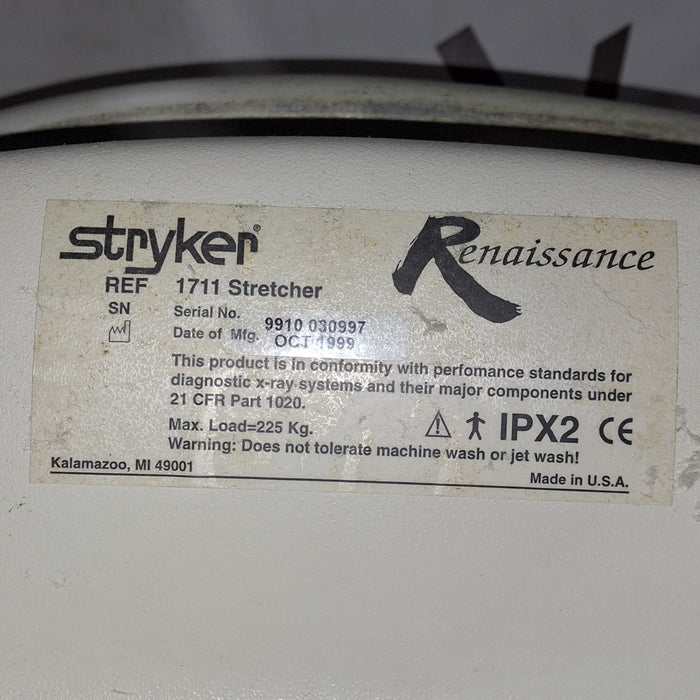 stryker®
Renaissance
REF 1711 Stretcher
SN Serial No. 9910 030997
Date of Mfg. OCT 1999
This product is in conformity with perfomance standards for
diagnostic x-ray systems and their major components under
21 CFR Part 1020.
Max. Load=225 Kg.
IPX2 CE
Warning: Does not tolerate machine wash or jet wash!
Kalamazoo, MI 49001
Made in U.S.A.